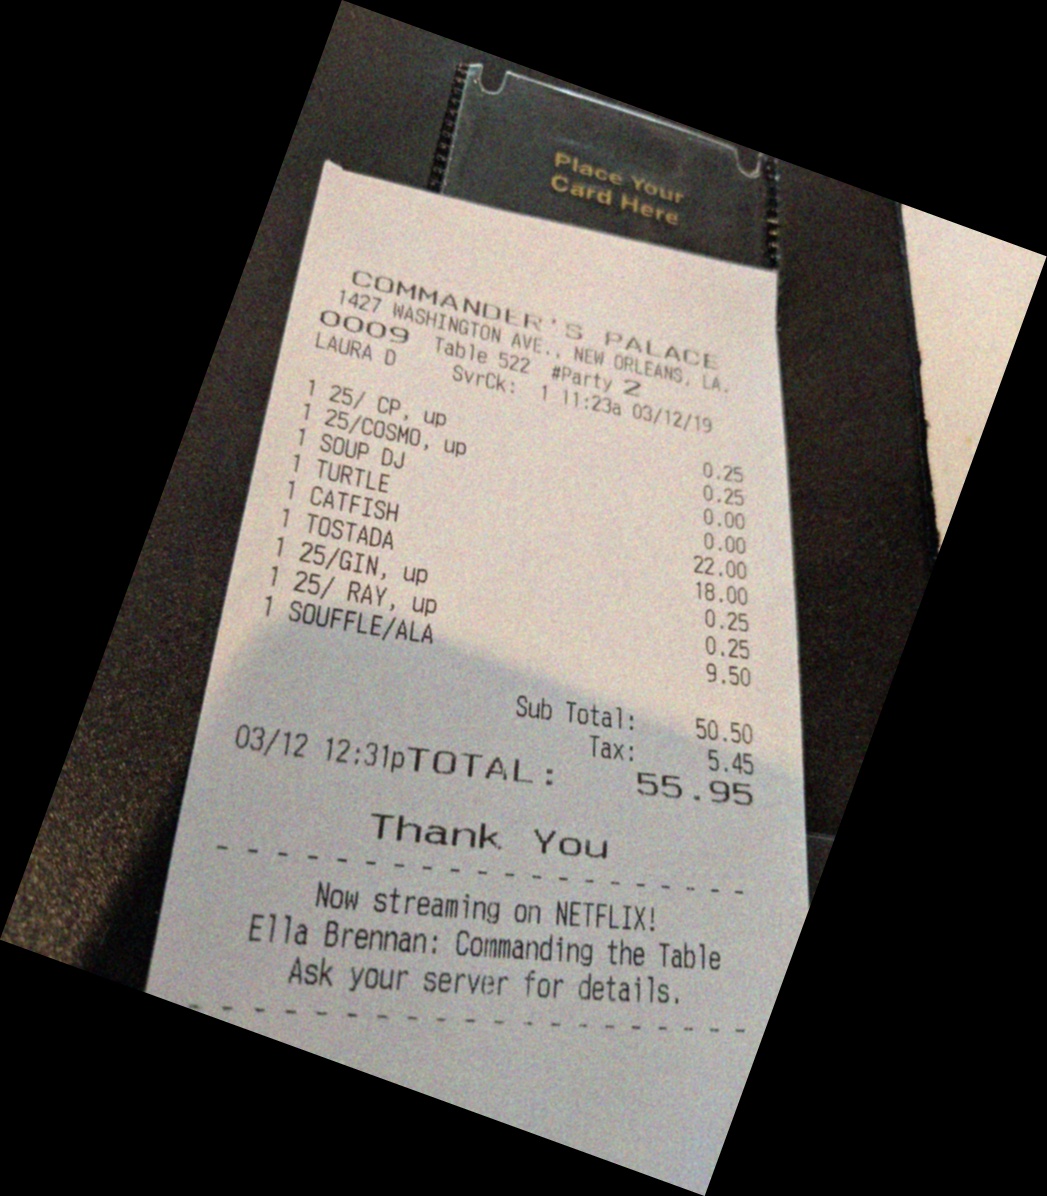 Place Your
Card Here
COMMANDER'S PALACE
1427 WASHINGTON AVE., NEW ORLEANS, LA.
0009 Table 522 #Party 2
LAURA D SvrCk: 1 11:23a 03/12/19
1 25/ CP, up 0.25
1 25/COSMO, up 0.25
1 SOUP DJ 0.00
1 TURTLE 0.00
1 CATFISH 22.00
1 TOSTADA 18.00
1 25/GIN, up 0.25
1 25/ RAY, up 0.25
1 SOUFFLE/ALA 9.50
Sub Total: 50.50
Tax: 5.45
03/12 12:31pTOTAL: 55.95
Thank You
Now streaming on NETFLIX!
Ella Brennan: Commanding the Table
Ask your server for details.